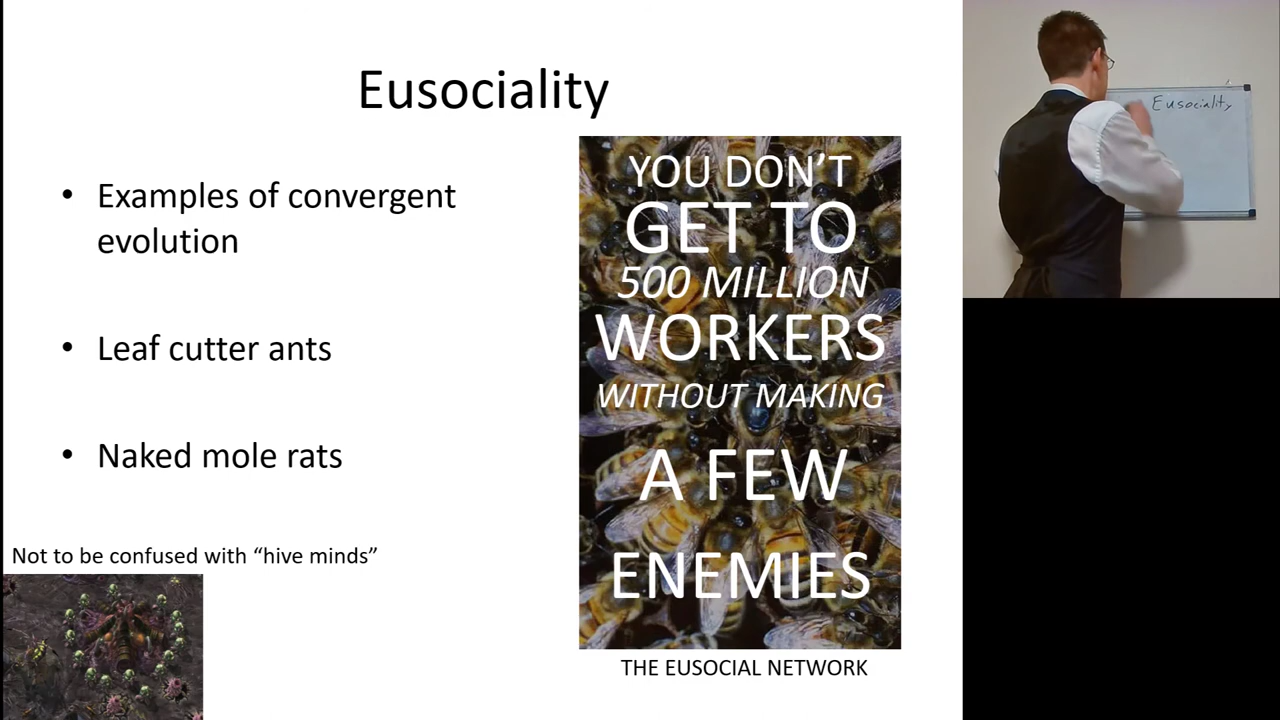 Eusociality
• Examples of convergent
evolution
• Leaf cutter ants
• Naked mole rats
Not to be confused with “hive minds”
YOU DON’T
GET TO
500 MILLION
WORKERS
WITHOUT MAKING
A FEW
ENEMIES
THE EUSOCIAL NETWORK
Eusociality